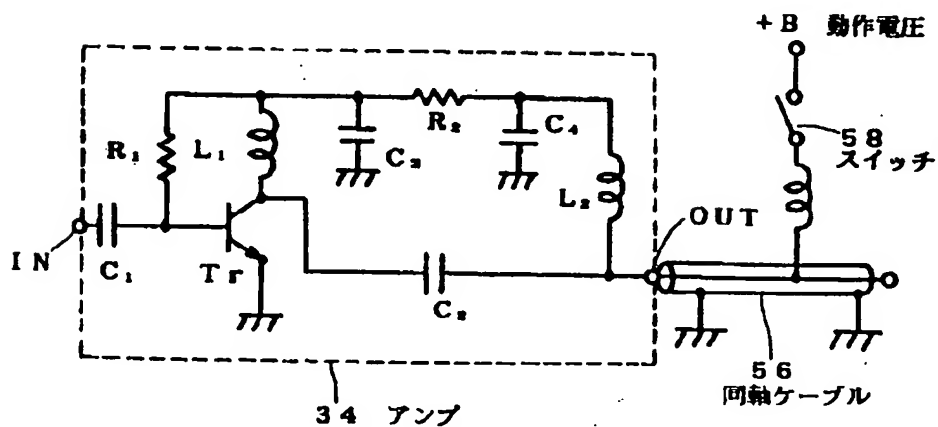 +B 動作電圧
R₁
L₁
C₃
R₂
C₄
58
スイッチ
L₂
OUT
IN
C₁
Tr
C₂
56
同軸ケーブル
34 アンプ